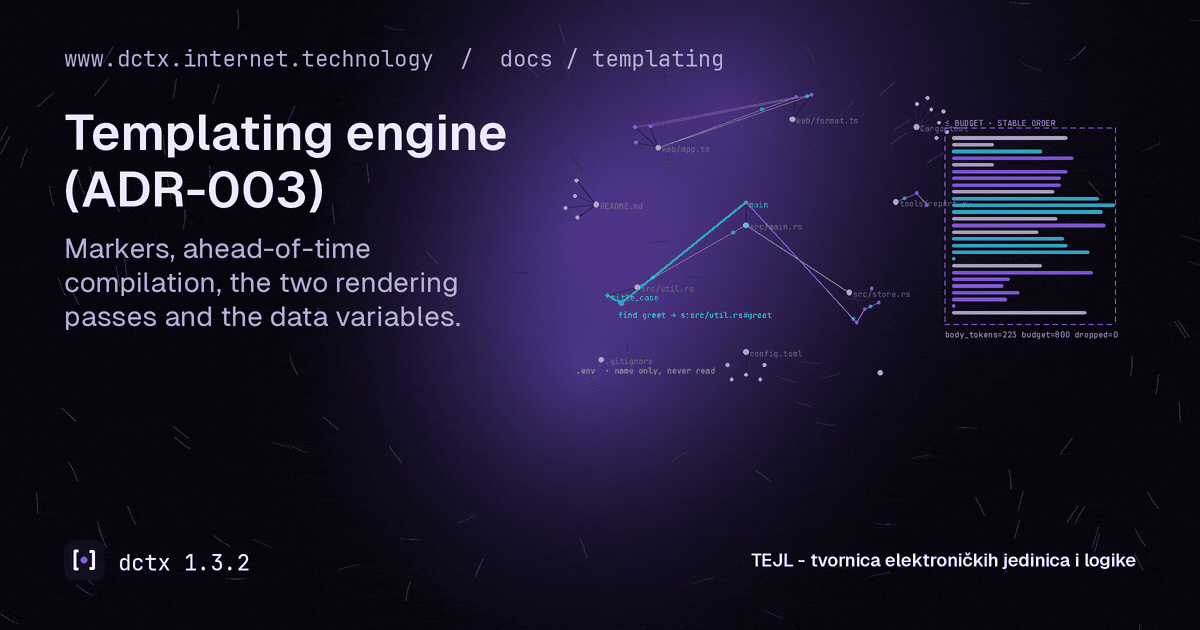 www.dctx.internet.technology / docs / templating
Templating engine
(ADR-003)
Markers, ahead-of-time
compilation, the two rendering
passes and the data variables.
web/format.ts
web/app.ts
README.md
main
src/main.rs
src/util.rs
title_case
find greet → s:src/util.rs#greet
src/store.rs
.gitignore
.env · name only, never read
config.toml
≤ BUDGET · STABLE ORDER
body_tokens=223 budget=800 dropped=0
[•] dctx 1.3.2
TEJL - tvornica elektroničkih jedinica i logike